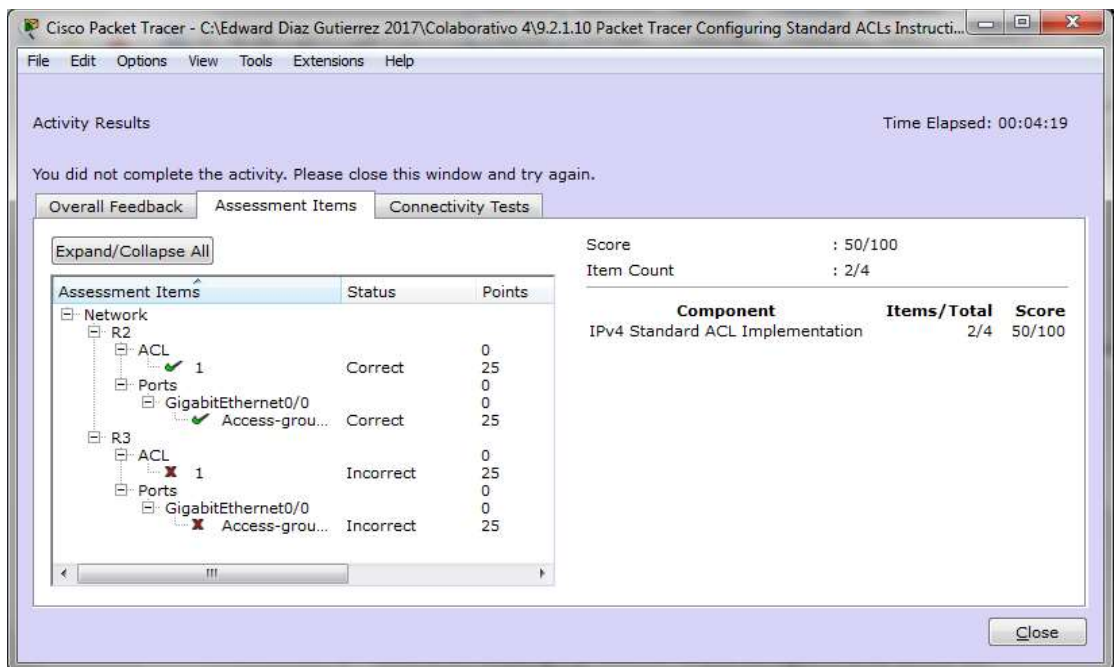 Cisco Packet Tracer - C:\Edward Diaz Gutierrez 2017\Colaborativo 4\9.2.1.10 Packet Tracer Configuring Standard ACLs Instructi...
File Edit Options View Tools Extensions Help
Activity Results
Time Elapsed: 00:04:19
You did not complete the activity. Please close this window and try again.
Overall Feedback Assessment Items Connectivity Tests
Expand/Collapse All
Assessment Items Status Points
Network
R2
ACL 0
1 Correct 25
Ports 0
GigabitEthernet0/0 0
Access-grou... Correct 25
R3
ACL 0
1 Incorrect 25
Ports 0
GigabitEthernet0/0 0
Access-grou... Incorrect 25
Score : 50/100
Item Count : 2/4
Component Items/Total Score
IPv4 Standard ACL Implementation 2/4 50/100
Close